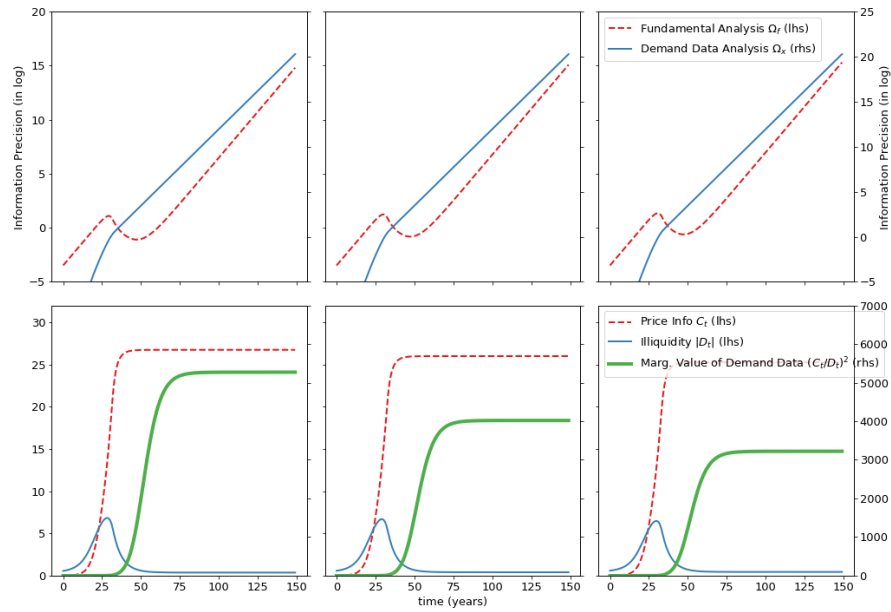 20
15
10
5
0
-5
Information Precision (in log)
Fundamental Analysis Ωf (lhs)
Demand Data Analysis Ωx (rhs)
25
20
15
10
5
0
-5
Information Precision (in log)
30
25
20
15
10
5
0
Price Info Ct (lhs)
Illiquidity |Dt| (lhs)
Marg. Value of Demand Data (Ct/Dt)² (rhs)
7000
6000
5000
4000
3000
2000
1000
0
0 25 50 75 100 125 150
0 25 50 75 100 125 150
0 25 50 75 100 125 150
time (years)